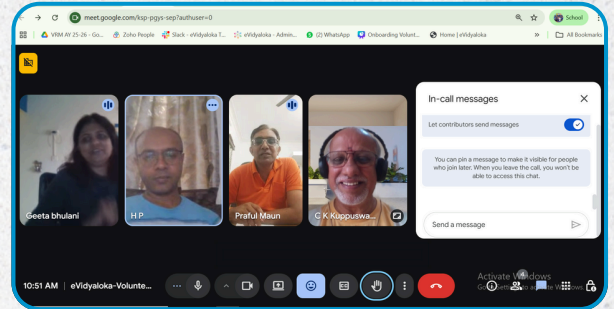 meet.google.com/ksp-pgys-sep?authuser=0
School
VRM AY 25-26 - Go...
Zoho People
Slack - eVidyaloka T...
eVidyaloka - Admin...
(2) WhatsApp
Onboarding Volunt...
Home | eVidyaloka
»
All Bookmarks
Geeta bhulani
H P
Praful Maun
C K Kuppuswa...
In-call messages
Let contributors send messages
You can pin a message to make it visible for people
who join later. When you leave the call, you won't be
able to access this chat.
Send a message
10:51 AM | eVidyaloka-Volunte...
4
Activate Windows